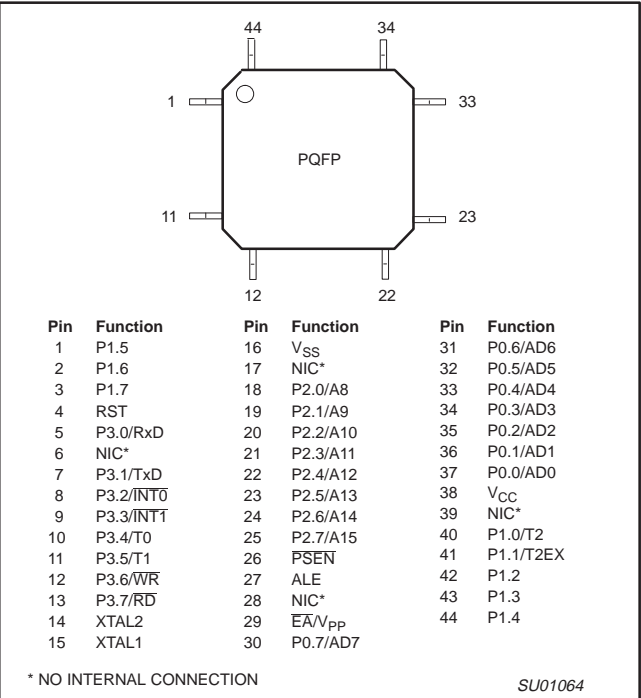 44 34
1 33
PQFP
11 23
12 22
Pin Function Pin Function Pin Function
1 P1.5 16 VSS 31 P0.6/AD6
2 P1.6 17 NIC* 32 P0.5/AD5
3 P1.7 18 P2.0/A8 33 P0.4/AD4
4 RST 19 P2.1/A9 34 P0.3/AD3
5 P3.0/RxD 20 P2.2/A10 35 P0.2/AD2
6 NIC* 21 P2.3/A11 36 P0.1/AD1
7 P3.1/TxD 22 P2.4/A12 37 P0.0/AD0
8 P3.2/I̅N̅T̅0̅ 23 P2.5/A13 38 VCC
9 P3.3/I̅N̅T̅1̅ 24 P2.6/A14 39 NIC*
10 P3.4/T0 25 P2.7/A15 40 P1.0/T2
11 P3.5/T1 26 P̅S̅E̅N̅ 41 P1.1/T2EX
12 P3.6/W̅R̅ 27 ALE 42 P1.2
13 P3.7/R̅D̅ 28 NIC* 43 P1.3
14 XTAL2 29 E̅A̅/VPP 44 P1.4
15 XTAL1 30 P0.7/AD7
* NO INTERNAL CONNECTION
SU01064